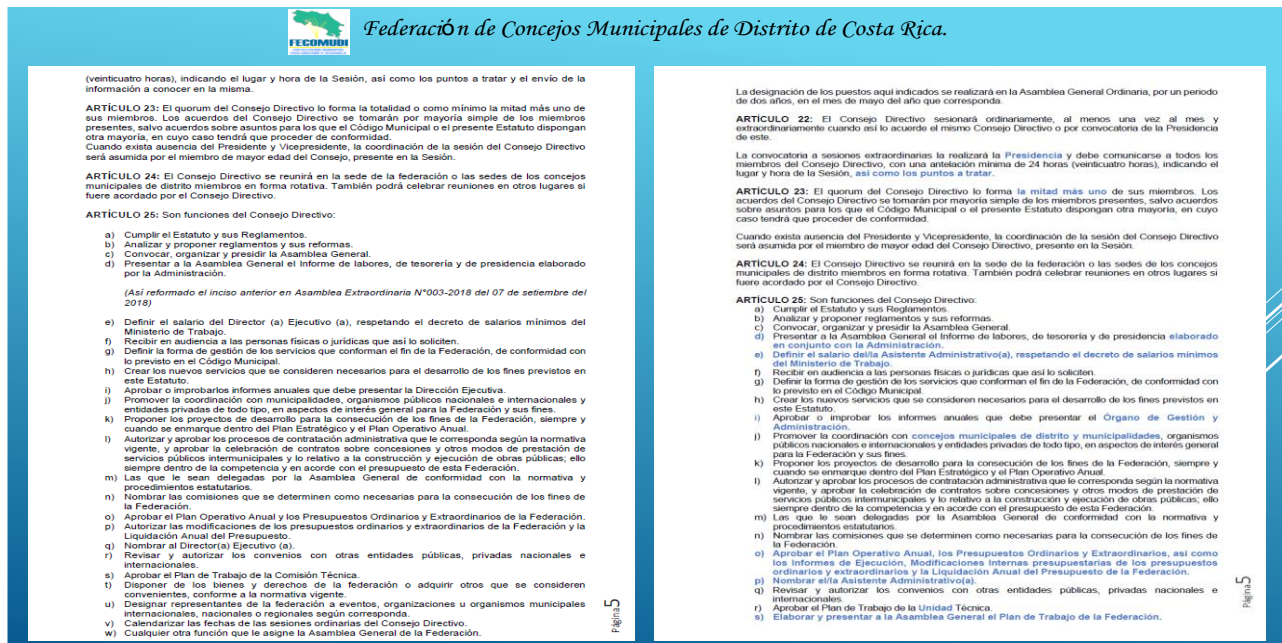 Federación de Concejos Municipales de Distrito de Costa Rica.
FECOMUDI
(veinticuatro horas), indicando el lugar y hora de la Sesión, así como los puntos a tratar y el envío de la
información a conocer en la misma.
ARTÍCULO 23: El quorum del Consejo Directivo lo forma la totalidad o como mínimo la mitad más uno de
sus miembros. Los acuerdos del Consejo Directivo se tomarán por mayoría simple de los miembros
presentes, salvo acuerdos sobre asuntos para los que el Código Municipal o el presente Estatuto dispongan
otra mayoría, en cuyo caso tendrá que proceder de conformidad.
Cuando exista ausencia del Presidente y Vicepresidente, la coordinación de la sesión del Consejo Directivo
será asumida por el miembro de mayor edad del Consejo, presente en la Sesión.
ARTÍCULO 24: El Consejo Directivo se reunirá en la sede de la federación o las sedes de los concejos
municipales de distrito miembros en forma rotativa. También podrá celebrar reuniones en otros lugares si
fuere acordado por el Consejo Directivo.
ARTÍCULO 25: Son funciones del Consejo Directivo:
a) Cumplir el Estatuto y sus Reglamentos.
b) Analizar y proponer reglamentos y sus reformas.
c) Convocar, organizar y presidir la Asamblea General.
d) Presentar a la Asamblea General el Informe de labores, de tesorería y de presidencia elaborado
por la Administración.
(Así reformado el inciso anterior en Asamblea Extraordinaria N°003-2018 del 07 de setiembre del
2018)
e) Definir el salario del Director (a) Ejecutivo (a), respetando el decreto de salarios mínimos del
Ministerio de Trabajo.
f) Recibir en audiencia a las personas físicas o jurídicas que así lo soliciten.
g) Definir la forma de gestión de los servicios que conforman el fin de la Federación, de conformidad con
lo previsto en el Código Municipal.
h) Crear los nuevos servicios que se consideren necesarios para el desarrollo de los fines previstos en
este Estatuto.
i) Aprobar o improbarlos informes anuales que debe presentar la Dirección Ejecutiva.
j) Promover la coordinación con municipalidades, organismos públicos nacionales e internacionales y
entidades privadas de todo tipo, en aspectos de interés general para la Federación y sus fines.
k) Proponer los proyectos de desarrollo para la consecución de los fines de la Federación, siempre y
cuando se enmarque dentro del Plan Estratégico y el Plan Operativo Anual.
l) Autorizar y aprobar los procesos de contratación administrativa que le corresponda según la normativa
vigente, y aprobar la celebración de contratos sobre concesiones y otros modos de prestación de
servicios públicos intermunicipales y lo relativo a la construcción y ejecución de obras públicas; ello
siempre dentro de la competencia y en acorde con el presupuesto de esta Federación.
m) Las que le sean delegadas por la Asamblea General de conformidad con la normativa y
procedimientos estatutarios.
n) Nombrar las comisiones que se determinen como necesarias para la consecución de los fines de
la Federación.
o) Aprobar el Plan Operativo Anual y los Presupuestos Ordinarios y Extraordinarios de la Federación.
p) Autorizar las modificaciones de los presupuestos ordinarios y extraordinarios de la Federación y la
Liquidación Anual del Presupuesto.
q) Nombrar al Director(a) Ejecutivo (a).
r) Revisar y autorizar los convenios con otras entidades públicas, privadas nacionales e
internacionales.
s) Aprobar el Plan de Trabajo de la Comisión Técnica.
t) Disponer de los bienes y derechos de la federación o adquirir otros que se consideren
convenientes, conforme a la normativa vigente.
u) Designar representantes de la federación a eventos, organizaciones u organismos municipales
internacionales, nacionales o regionales según corresponda.
v) Calendarizar las fechas de las sesiones ordinarias del Consejo Directivo.
w) Cualquier otra función que le asigne la Asamblea General de la Federación.
Página5
La designación de los puestos aquí indicados se realizará en la Asamblea General Ordinaria, por un periodo
de dos años, en el mes de mayo del año que corresponda.
ARTÍCULO 22: El Consejo Directivo sesionará ordinariamente, al menos una vez al mes y
extraordinariamente cuando así lo acuerde el mismo Consejo Directivo o por convocatoria de la Presidencia
de este.
La convocatoria a sesiones extraordinarias la realizará la Presidencia y debe comunicarse a todos los
miembros del Consejo Directivo, con una antelación mínima de 24 horas (veinticuatro horas), indicando el
lugar y hora de la Sesión, así como los puntos a tratar.
ARTÍCULO 23: El quorum del Consejo Directivo lo forma la mitad más uno de sus miembros. Los
acuerdos del Consejo Directivo se tomarán por mayoría simple de los miembros presentes, salvo acuerdos
sobre asuntos para los que el Código Municipal o el presente Estatuto dispongan otra mayoría, en cuyo
caso tendrá que proceder de conformidad.
Cuando exista ausencia del Presidente y Vicepresidente, la coordinación de la sesión del Consejo Directivo
será asumida por el miembro de mayor edad del Consejo Directivo, presente en la Sesión.
ARTÍCULO 24: El Consejo Directivo se reunirá en la sede de la federación o las sedes de los concejos
municipales de distrito miembros en forma rotativa. También podrá celebrar reuniones en otros lugares si
fuere acordado por el Consejo Directivo.
ARTÍCULO 25: Son funciones del Consejo Directivo:
a) Cumplir el Estatuto y sus Reglamentos.
b) Analizar y proponer reglamentos y sus reformas.
c) Convocar, organizar y presidir la Asamblea General.
d) Presentar a la Asamblea General el Informe de labores, de tesorería y de presidencia elaborado
en conjunto con la Administración.
e) Definir el salario del/la Asistente Administrativo(a), respetando el decreto de salarios mínimos
del Ministerio de Trabajo.
f) Recibir en audiencia a las personas físicas o jurídicas que así lo soliciten.
g) Definir la forma de gestión de los servicios que conforman el fin de la Federación, de conformidad con
lo previsto en el Código Municipal.
h) Crear los nuevos servicios que se consideren necesarios para el desarrollo de los fines previstos en
este Estatuto.
i) Aprobar o improbar los informes anuales que debe presentar el Órgano de Gestión y
Administración.
j) Promover la coordinación con concejos municipales de distrito y municipalidades, organismos
públicos nacionales e internacionales y entidades privadas de todo tipo, en aspectos de interés general
para la Federación y sus fines.
k) Proponer los proyectos de desarrollo para la consecución de los fines de la Federación, siempre y
cuando se enmarque dentro del Plan Estratégico y el Plan Operativo Anual.
l) Autorizar y aprobar los procesos de contratación administrativa que le corresponda según la normativa
vigente, y aprobar la celebración de contratos sobre concesiones y otros modos de prestación de
servicios públicos intermunicipales y lo relativo a la construcción y ejecución de obras públicas; ello
siempre dentro de la competencia y en acorde con el presupuesto de esta Federación.
m) Las que le sean delegadas por la Asamblea General de conformidad con la normativa y
procedimientos estatutarios.
n) Nombrar las comisiones que se determinen como necesarias para la consecución de los fines de
la Federación.
o) Aprobar el Plan Operativo Anual, los Presupuestos Ordinarios y Extraordinarios, así como
los Informes de Ejecución, Modificaciones Internas presupuestarias de los presupuestos
ordinarios y extraordinarios y la Liquidación Anual del Presupuesto de la Federación.
p) Nombrar el/la Asistente Administrativo(a).
q) Revisar y autorizar los convenios con otras entidades públicas, privadas nacionales e
internacionales.
r) Aprobar el Plan de Trabajo de la Unidad Técnica.
s) Elaborar y presentar a la Asamblea General el Plan de Trabajo de la Federación.
Página5